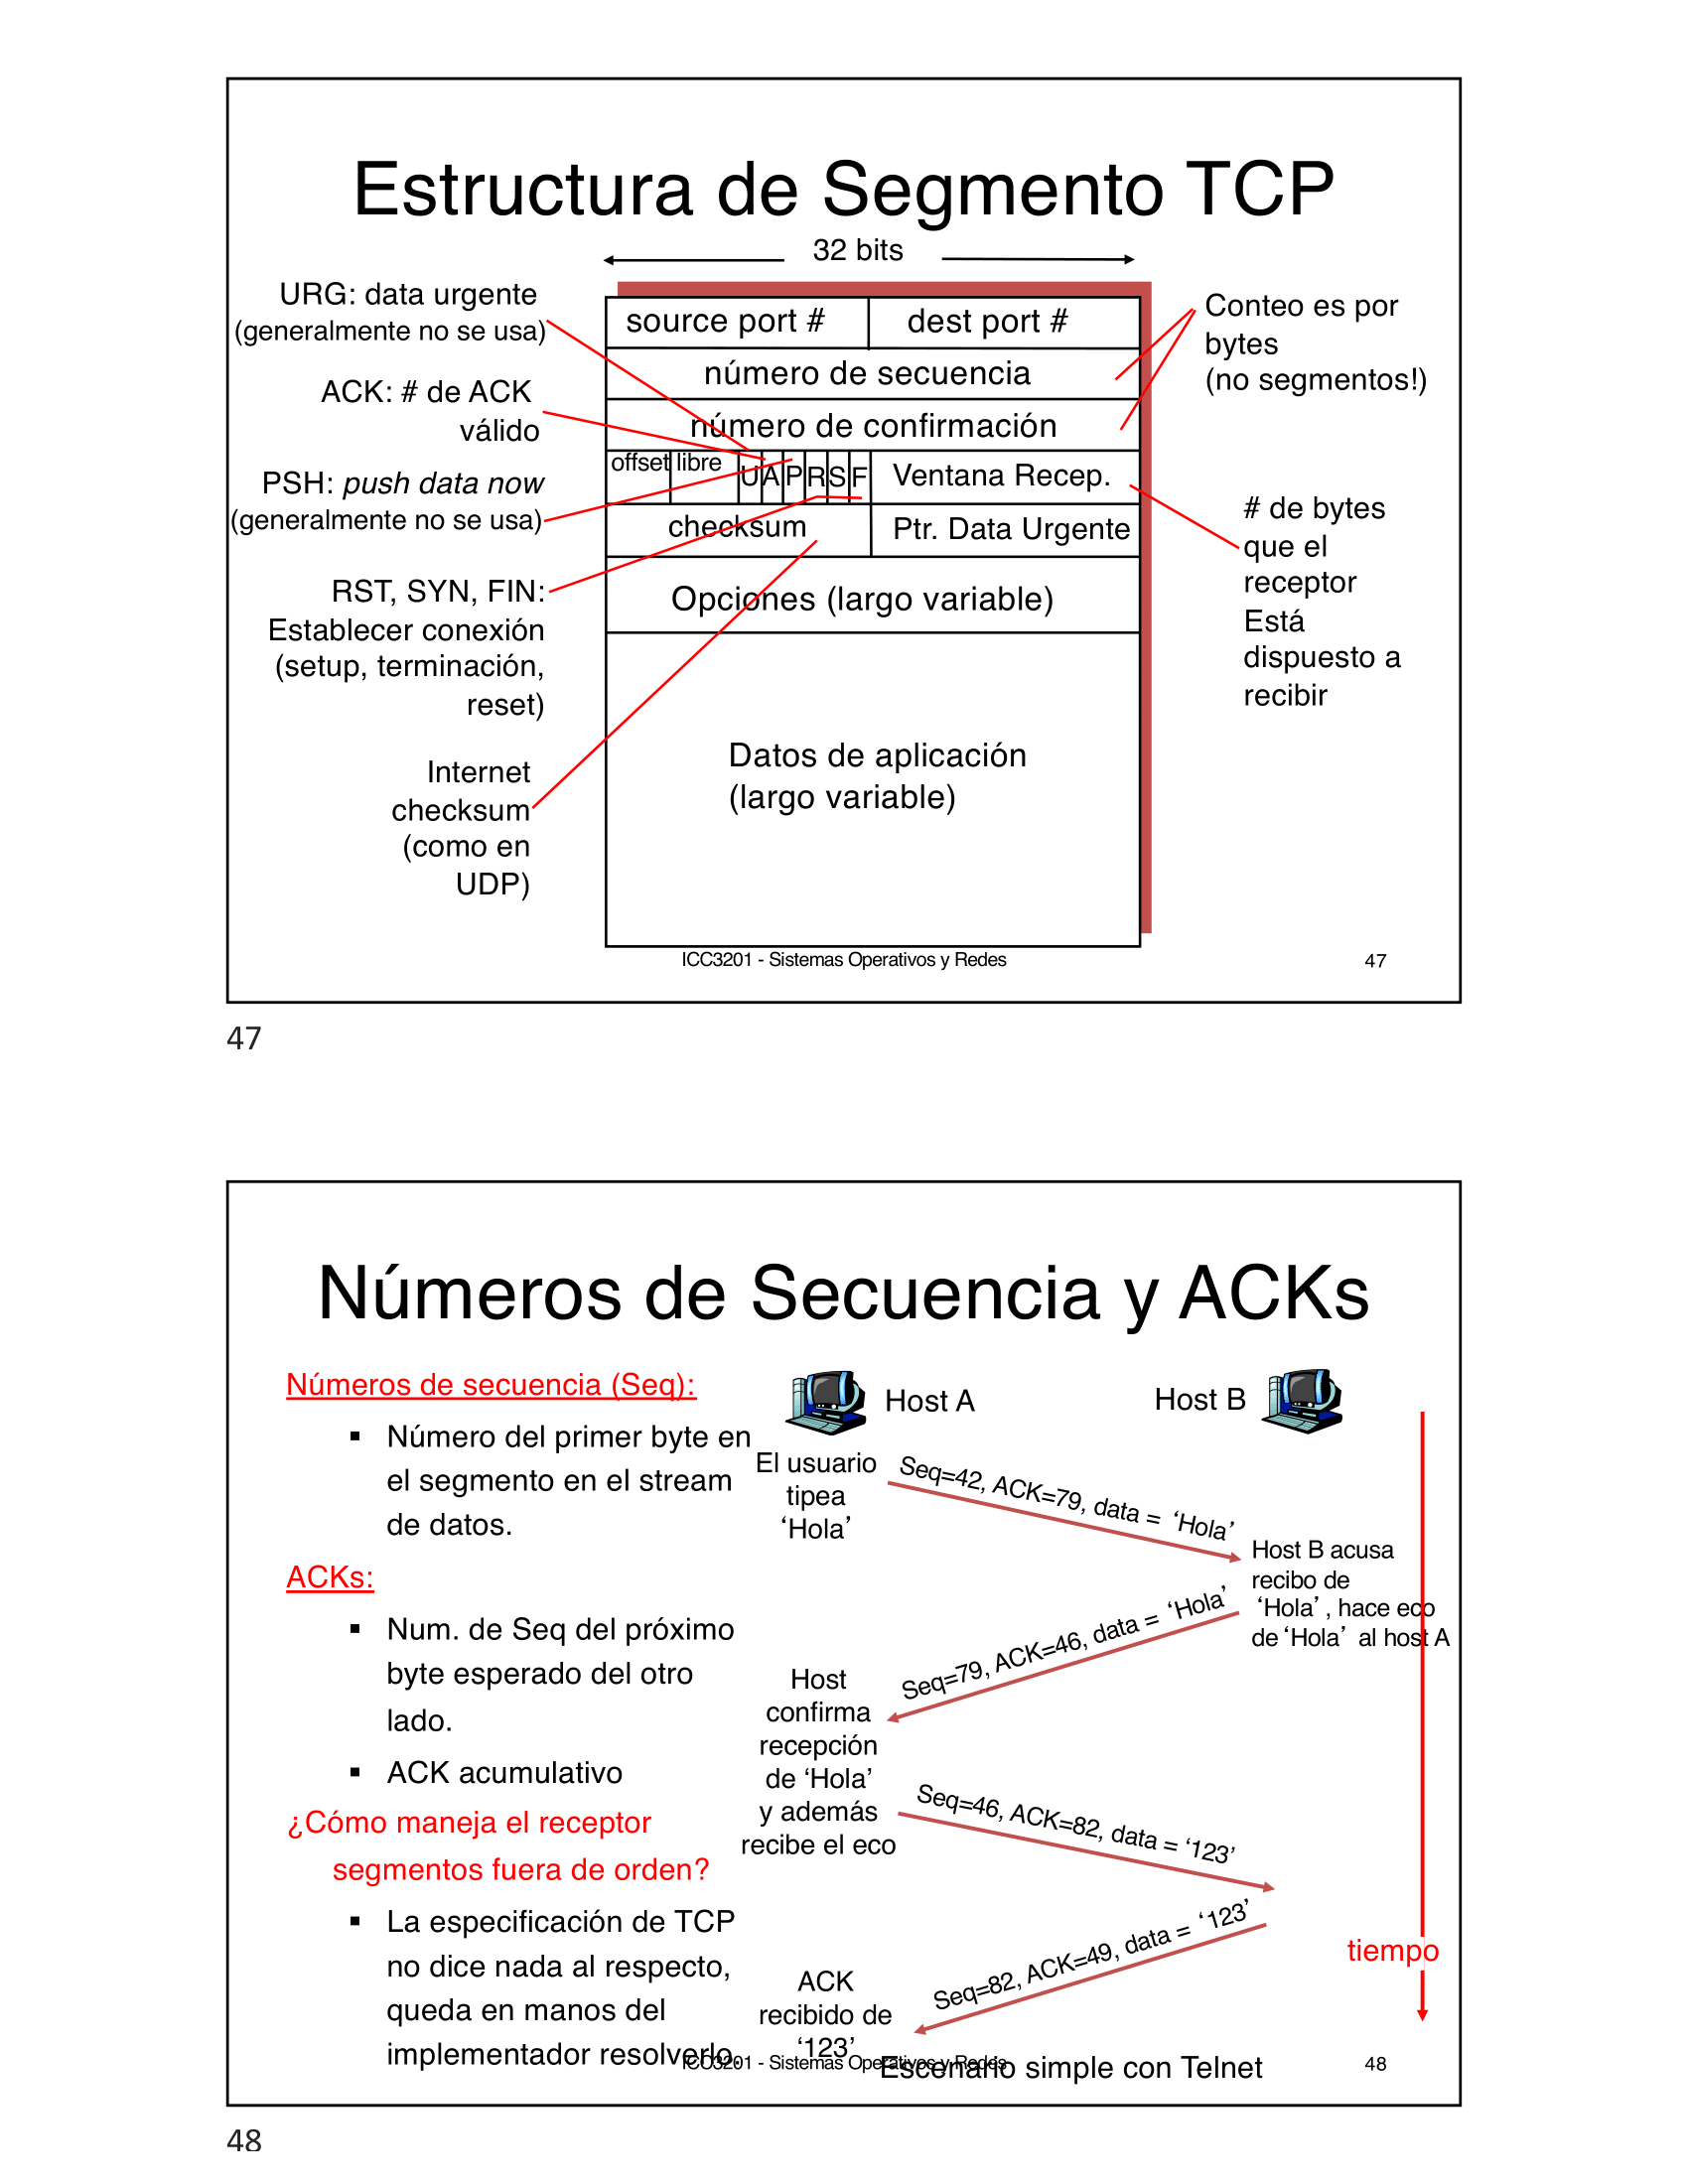 Estructura de Segmento TCP
32 bits
URG: data urgente
(generalmente no se usa)
ACK: # de ACK
válido
PSH: push data now
(generalmente no se usa)
RST, SYN, FIN:
Establecer conexión
(setup, terminación,
reset)
Internet
checksum
(como en
UDP)
source port #
dest port #
número de secuencia
número de confirmación
offset
libre
U
A
P
R
S
F
Ventana Recep.
checksum
Ptr. Data Urgente
Opciones (largo variable)
Datos de aplicación
(largo variable)
Conteo es por
bytes
(no segmentos!)
# de bytes
que el
receptor
Está
dispuesto a
recibir
ICC3201 - Sistemas Operativos y Redes
47
47
Números de Secuencia y ACKs
Números de secuencia (Seq):
▪ Número del primer byte en
el segmento en el stream
de datos.
ACKs:
▪ Num. de Seq del próximo
byte esperado del otro
lado.
▪ ACK acumulativo
¿Cómo maneja el receptor
segmentos fuera de orden?
▪ La especificación de TCP
no dice nada al respecto,
queda en manos del
implementador resolverlo.
Host A
Host B
El usuario
tipea
‘Hola’
Seq=42, ACK=79, data = ‘Hola’
Host B acusa
recibo de
‘Hola’, hace eco
de ‘Hola’ al host A
Seq=79, ACK=46, data = ‘Hola’
Host
confirma
recepción
de ‘Hola’
y además
recibe el eco
Seq=46, ACK=82, data = ‘123’
Seq=82, ACK=49, data = ‘123’
ACK
recibido de
‘123’
tiempo
Escenario simple con Telnet
ICC3201 - Sistemas Operativos y Redes
48
48